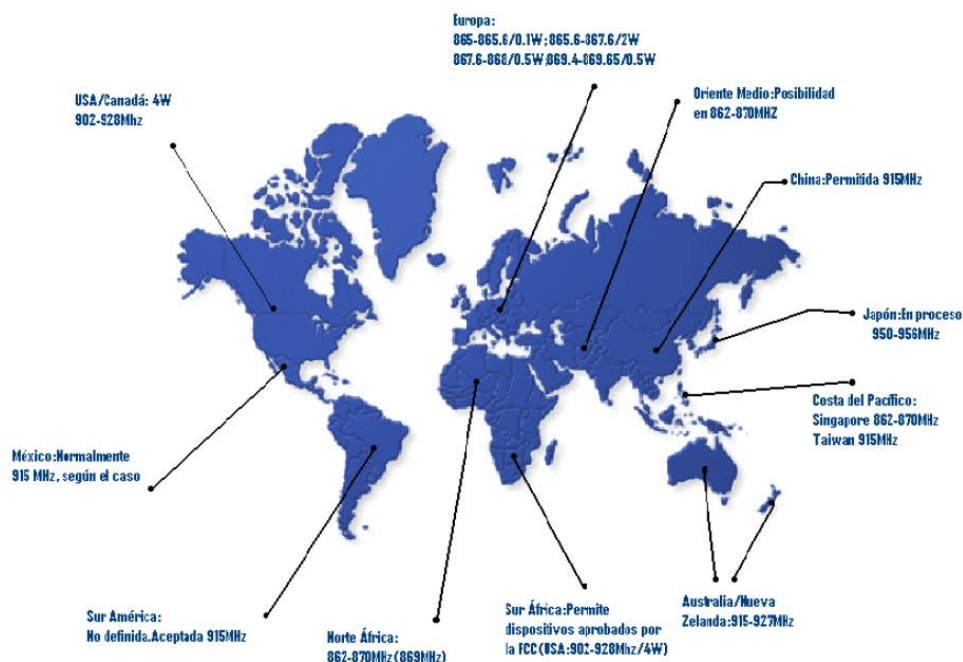 Europa:
865-865.6/0.1W;865.6-867.6/2W
867.6-868/0.5W;869.4-869.65/0.5W
USA/Canadá: 4W
902-928Mhz
Oriente Medio:Posibilidad
en 862-870MHZ
China:Permitida 915MHz
Japón:En proceso
950-956MHz
Costa del Pacífico:
Singapore 862-870MHz
Taiwan 915MHz
México:Normalmente
915 MHz, según el caso
Sur América:
No definida.Aceptada 915MHz
Norte África:
862-870MHz(869MHz)
Sur África:Permite
dispositivos aprobados por
la FCC(USA:902-928Mhz/4W)
Australia/Nueva
Zelanda:915-927MHz